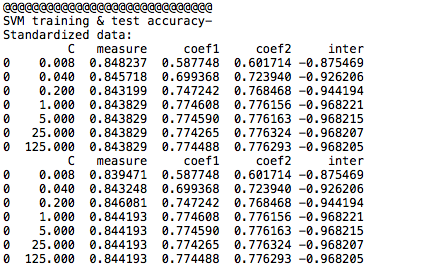 @@@@@@@@@@@@@@@@@@@@@@@@@@@@@
SVM training & test accuracy-
Standardized data:
C measure coef1 coef2 inter
0 0.008 0.848237 0.587748 0.601714 -0.875469
0 0.040 0.845718 0.699368 0.723940 -0.926206
0 0.200 0.843199 0.747242 0.768468 -0.944194
0 1.000 0.843829 0.774608 0.776156 -0.968221
0 5.000 0.843829 0.774590 0.776163 -0.968215
0 25.000 0.843829 0.774265 0.776324 -0.968207
0 125.000 0.843829 0.774488 0.776293 -0.968205
C measure coef1 coef2 inter
0 0.008 0.839471 0.587748 0.601714 -0.875469
0 0.040 0.843248 0.699368 0.723940 -0.926206
0 0.200 0.846081 0.747242 0.768468 -0.944194
0 1.000 0.844193 0.774608 0.776156 -0.968221
0 5.000 0.844193 0.774590 0.776163 -0.968215
0 25.000 0.844193 0.774265 0.776324 -0.968207
0 125.000 0.844193 0.774488 0.776293 -0.968205